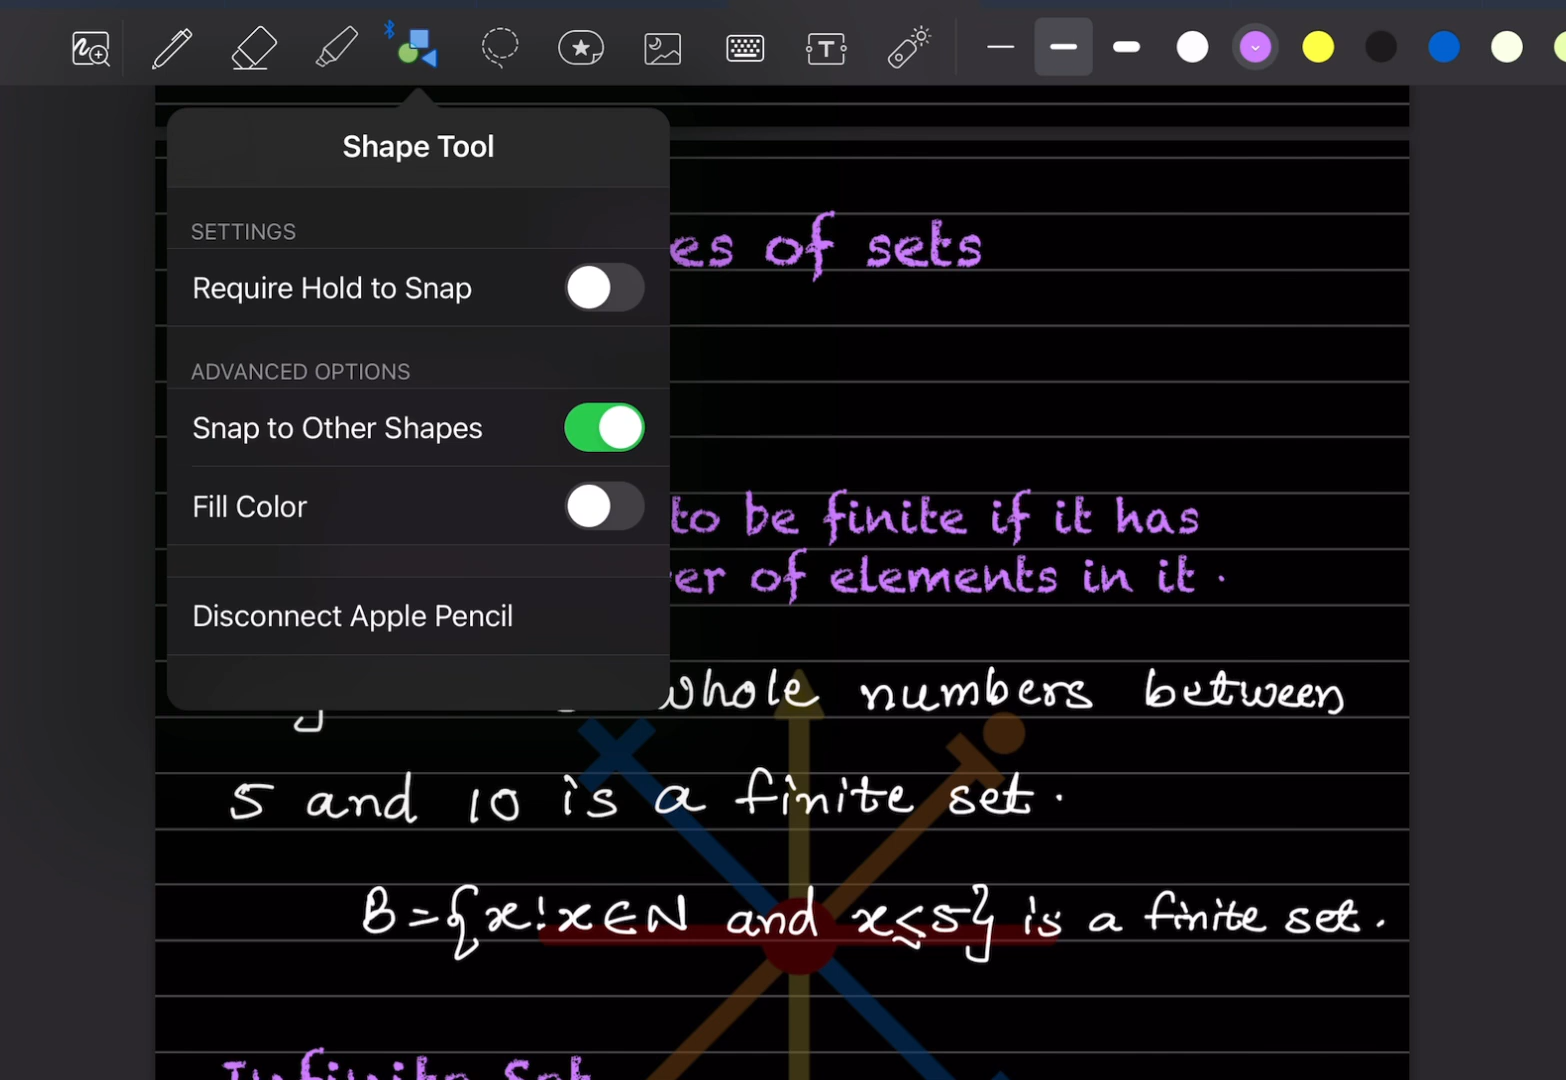 Shape Tool
SETTINGS
es of sets
Require Hold to Snap
ADVANCED OPTIONS
Snap to Other Shapes
Fill Color
to be finite if it has
er of elements in it.
Disconnect Apple Pencil
whole numbers between
5 and 10 is a finite set.
B={x!x∈N and x≤5} is a finite set.
Infinite Set